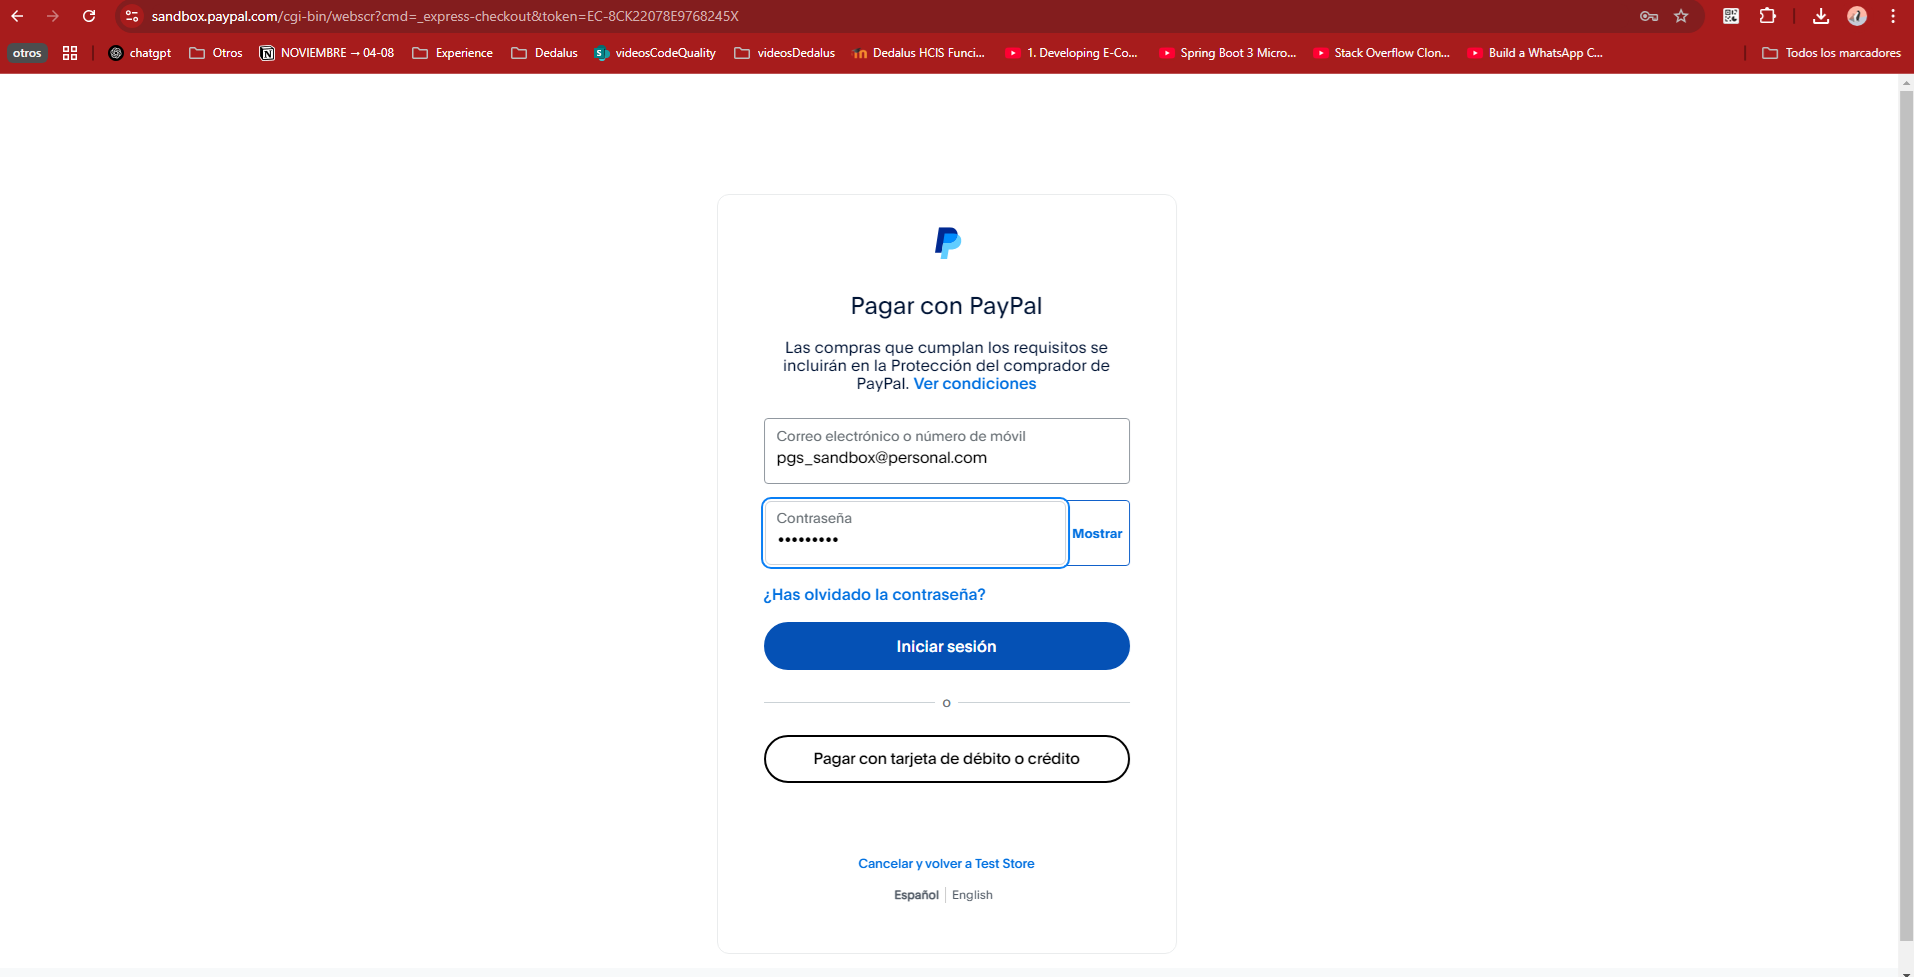 sandbox.paypal.com/cgi-bin/webscr?cmd=_express-checkout&token=EC-8CK22078E9768245X
otros chatgpt Otros NOVIEMBRE → 04-08 Experience Dedalus videosCodeQuality videosDedalus Dedalus HCIS Funci... 1. Developing E-Co... Spring Boot 3 Micro... Stack Overflow Clon... Build a WhatsApp C... Todos los marcadores
Pagar con PayPal
Las compras que cumplan los requisitos se
incluirán en la Protección del comprador de
PayPal. Ver condiciones
Correo electrónico o número de móvil
pgs_sandbox@personal.com
Contraseña
•••••••••
Mostrar
¿Has olvidado la contraseña?
Iniciar sesión
o
Pagar con tarjeta de débito o crédito
Cancelar y volver a Test Store
Español English